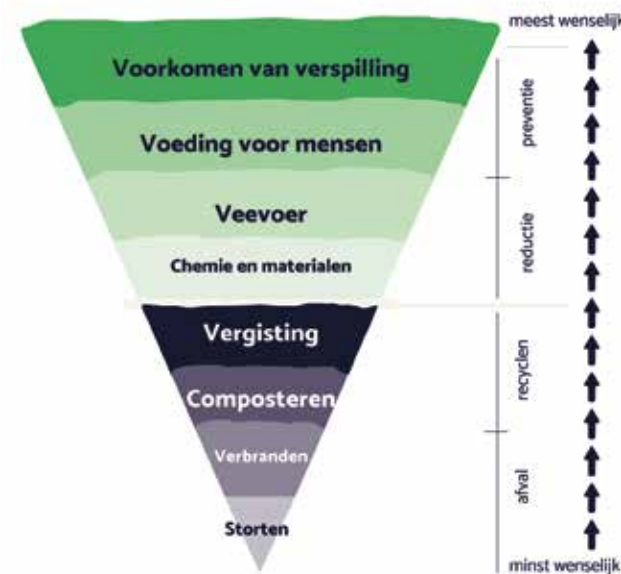 meest wenselijk
Voorkomen van verspilling
preventie
Voeding voor mensen
Veevoer
reductie
Chemie en materialen
Vergisting
recyclen
Composteren
Verbranden
afval
Storten
minst wenselijk